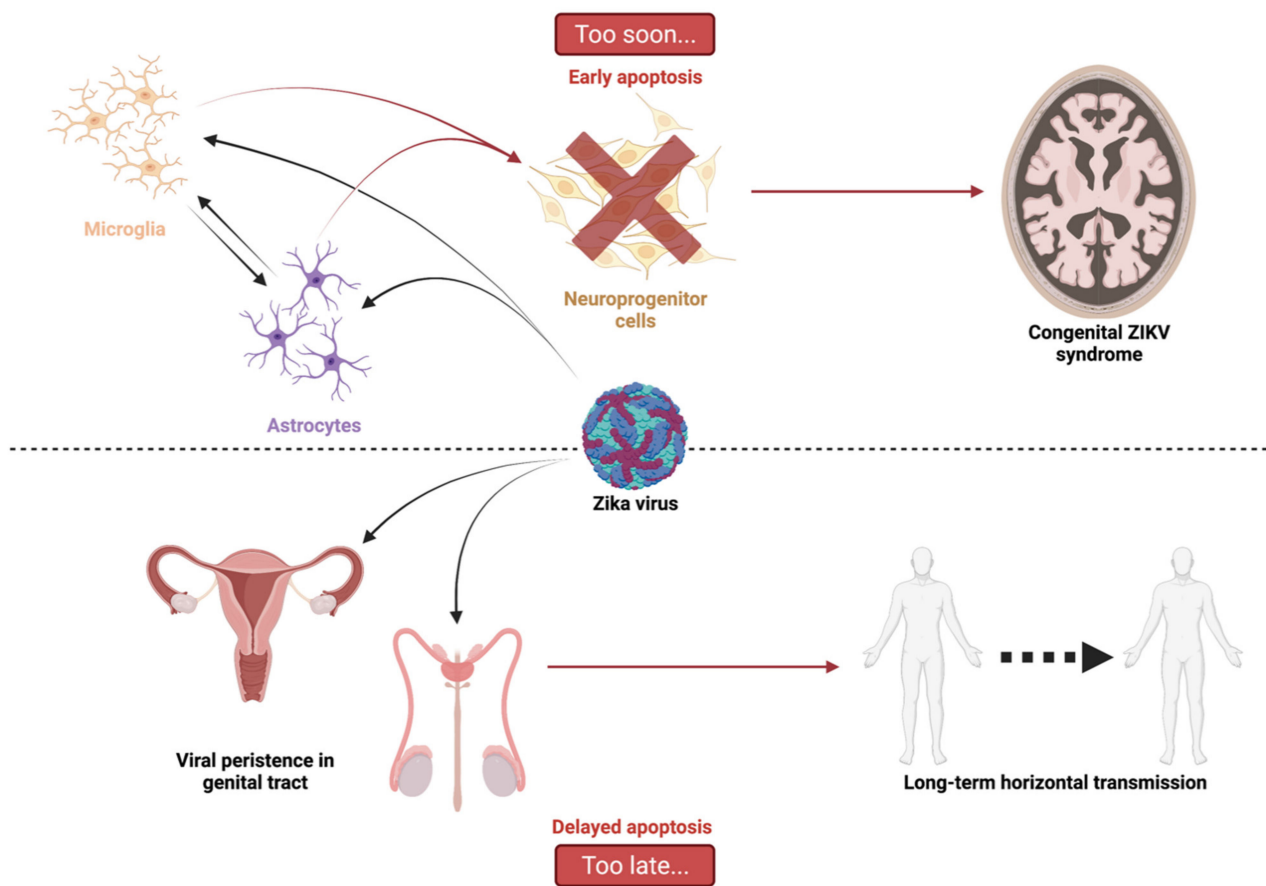 Too soon...
Early apoptosis
Microglia
Neuroprogenitor
cells
Congenital ZIKV
syndrome
Astrocytes
Zika virus
Viral peristence in
genital tract
Long-term horizontal transmission
Delayed apoptosis
Too late...